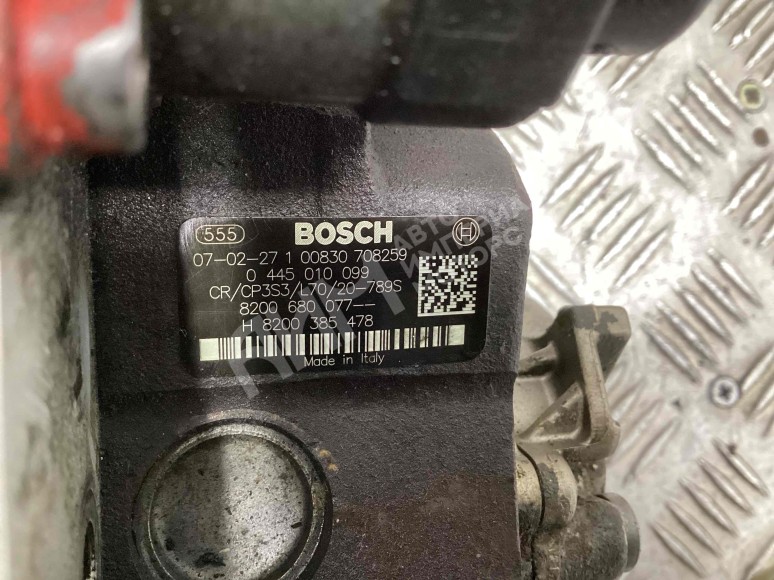 555 BOSCH H
07-02-27 1 00830 708259
0 445 010 099
CR/CP3S3/L70/20-789S
8200 680 077--
H 8200 385 478
Made in Italy